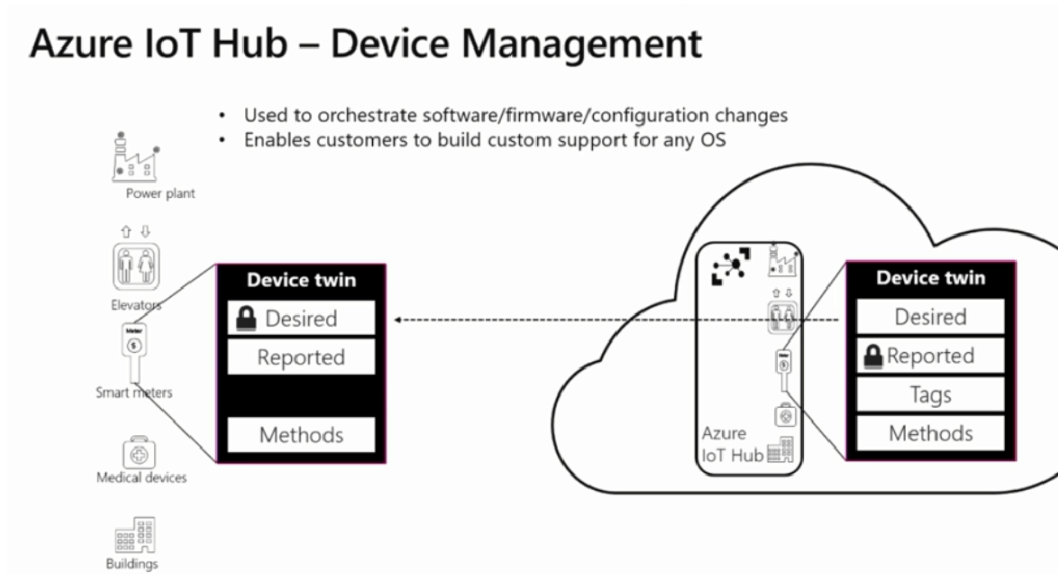 Azure IoT Hub – Device Management
• Used to orchestrate software/firmware/configuration changes
• Enables customers to build custom support for any OS
Power plant
Elevators
Meter
$
Smart meters
Medical devices
Buildings
Device twin
Desired
Reported
Methods
Azure
IoT Hub
Device twin
Desired
Reported
Tags
Methods